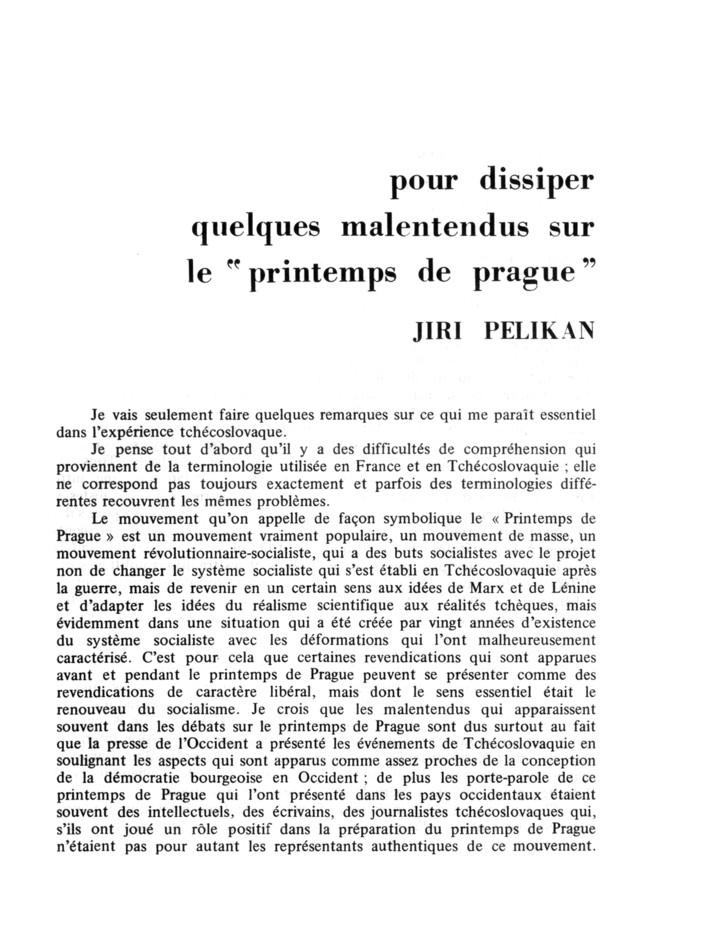 pour dissiper
quelques malentendus sur
le “ printemps de prague ”
JIRI PELIKAN
Je vais seulement faire quelques remarques sur ce qui me paraît essentiel
dans l'expérience tchécoslovaque.
Je pense tout d'abord qu'il y a des difficultés de compréhension qui
proviennent de la terminologie utilisée en France et en Tchécoslovaquie ; elle
ne correspond pas toujours exactement et parfois des terminologies diffé-
rentes recouvrent les mêmes problèmes.
Le mouvement qu'on appelle de façon symbolique le « Printemps de
Prague » est un mouvement vraiment populaire, un mouvement de masse, un
mouvement révolutionnaire-socialiste, qui a des buts socialistes avec le projet
non de changer le système socialiste qui s'est établi en Tchécoslovaquie après
la guerre, mais de revenir en un certain sens aux idées de Marx et de Lénine
et d'adapter les idées du réalisme scientifique aux réalités tchèques, mais
évidemment dans une situation qui a été créée par vingt années d'existence
du système socialiste avec les déformations qui l'ont malheureusement
caractérisé. C'est pour cela que certaines revendications qui sont apparues
avant et pendant le printemps de Prague peuvent se présenter comme des
revendications de caractère libéral, mais dont le sens essentiel était le
renouveau du socialisme. Je crois que les malentendus qui apparaissent
souvent dans les débats sur le printemps de Prague sont dus surtout au fait
que la presse de l'Occident a présenté les événements de Tchécoslovaquie en
soulignant les aspects qui sont apparus comme assez proches de la conception
de la démocratie bourgeoise en Occident ; de plus les porte-parole de ce
printemps de Prague qui l'ont présenté dans les pays occidentaux étaient
souvent des intellectuels, des écrivains, des journalistes tchécoslovaques qui,
s'ils ont joué un rôle positif dans la préparation du printemps de Prague
n'étaient pas pour autant les représentants authentiques de ce mouvement.